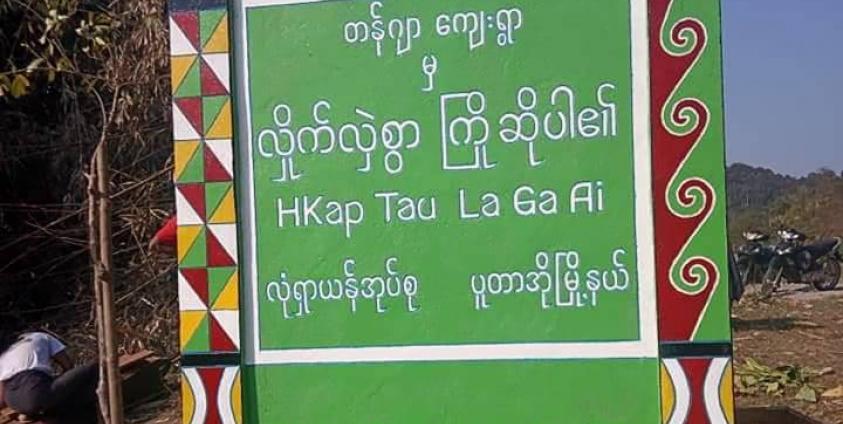 တန်ဂျာ ကျေးရွာ
မှ
လှိုက်လှဲစွာ ကြိုဆိုပါ၏
HKap Tau La Ga Ai
လုံရှာယန်အုပ်စု ပူတာအိုမြို့နယ်